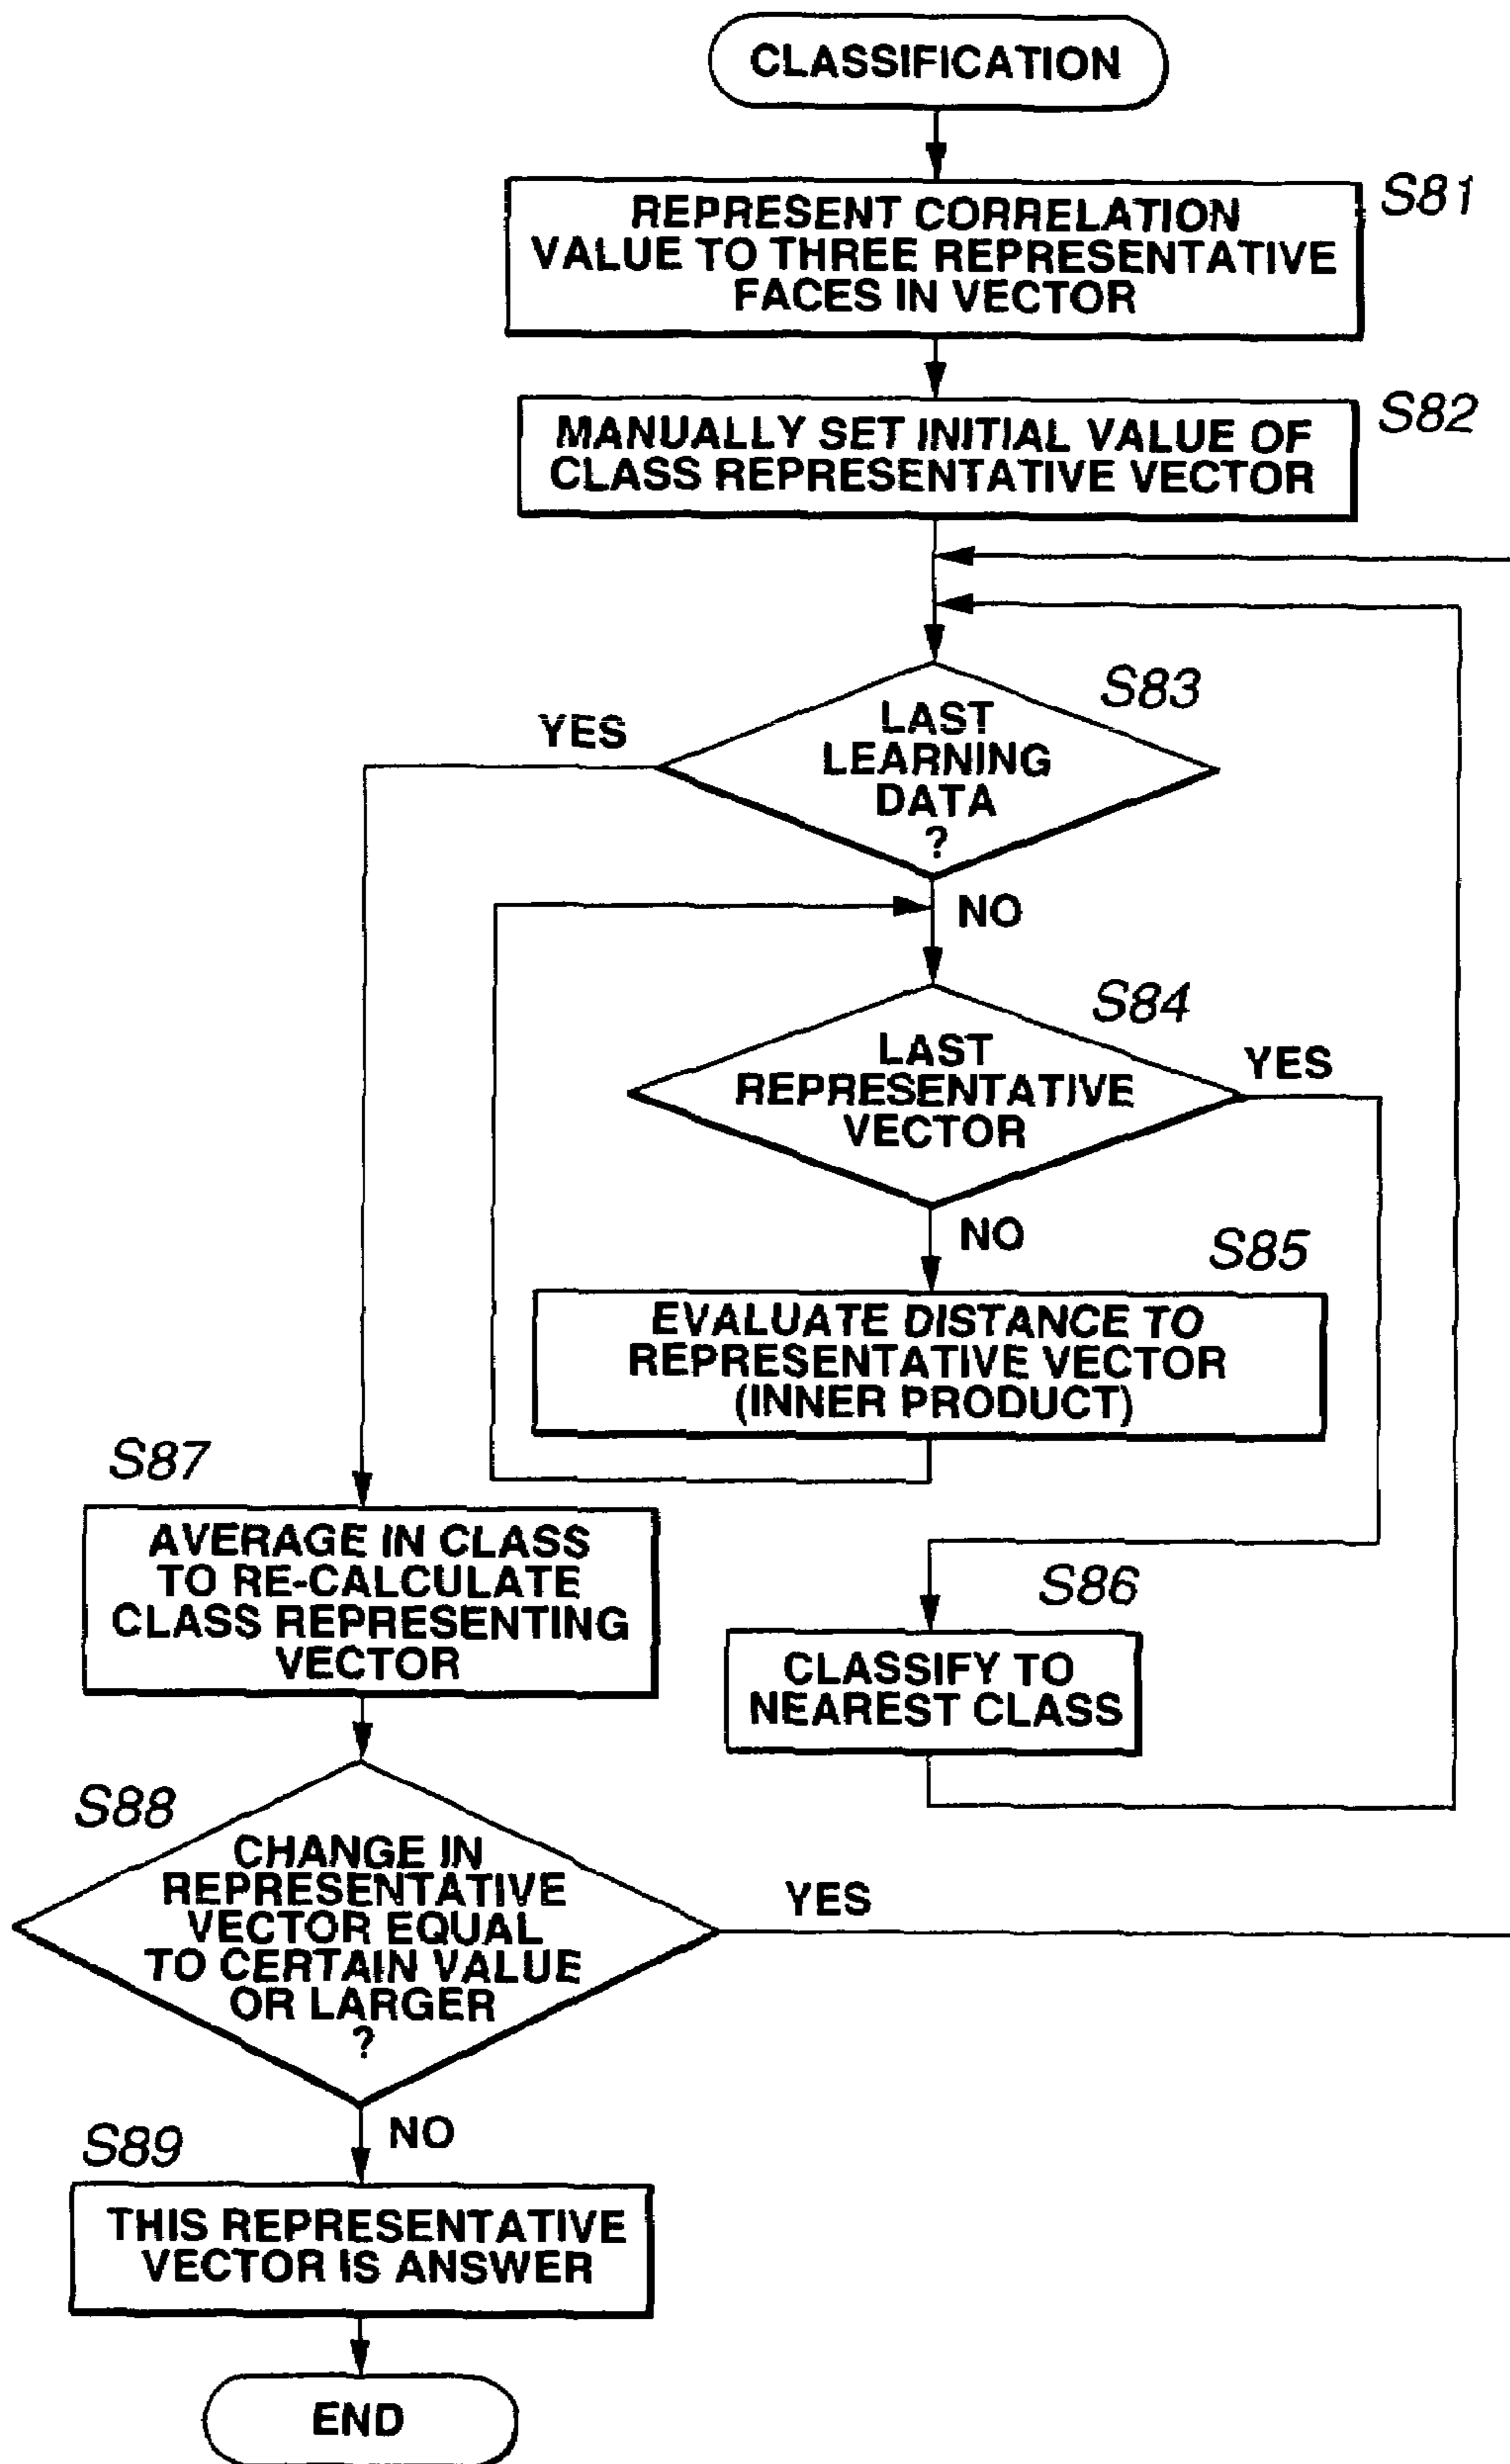 CLASSIFICATION
S81
REPRESENT CORRELATION
VALUE TO THREE REPRESENTATIVE
FACES IN VECTOR
S82
MANUALLY SET INITIAL VALUE OF
CLASS REPRESENTATIVE VECTOR
S83
YES
LAST
LEARNING
DATA
?
NO
S84
LAST
REPRESENTATIVE
VECTOR
YES
NO
S85
EVALUATE DISTANCE TO
REPRESENTATIVE VECTOR
(INNER PRODUCT)
S87
AVERAGE IN CLASS
TO RE-CALCULATE
CLASS REPRESENTING
VECTOR
S86
CLASSIFY TO
NEAREST CLASS
S88
CHANGE IN
REPRESENTATIVE
VECTOR EQUAL
TO CERTAIN VALUE
OR LARGER
?
YES
NO
S89
THIS REPRESENTATIVE
VECTOR IS ANSWER
END